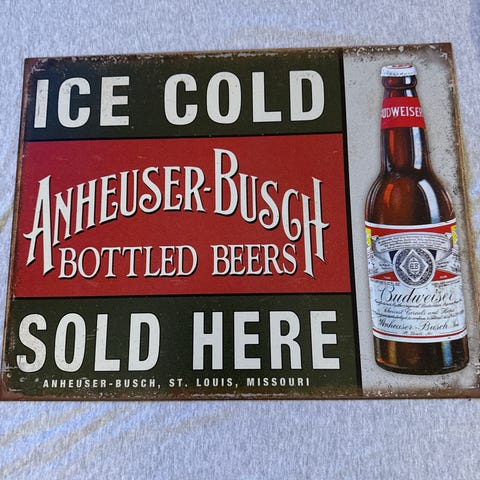 ICE COLD
ANHEUSER-BUSCH
BOTTLED BEERS
SOLD HERE
ANHEUSER-BUSCH, ST. LOUIS, MISSOURI
BUDWEISER
Budweiser
Anheuser-Busch